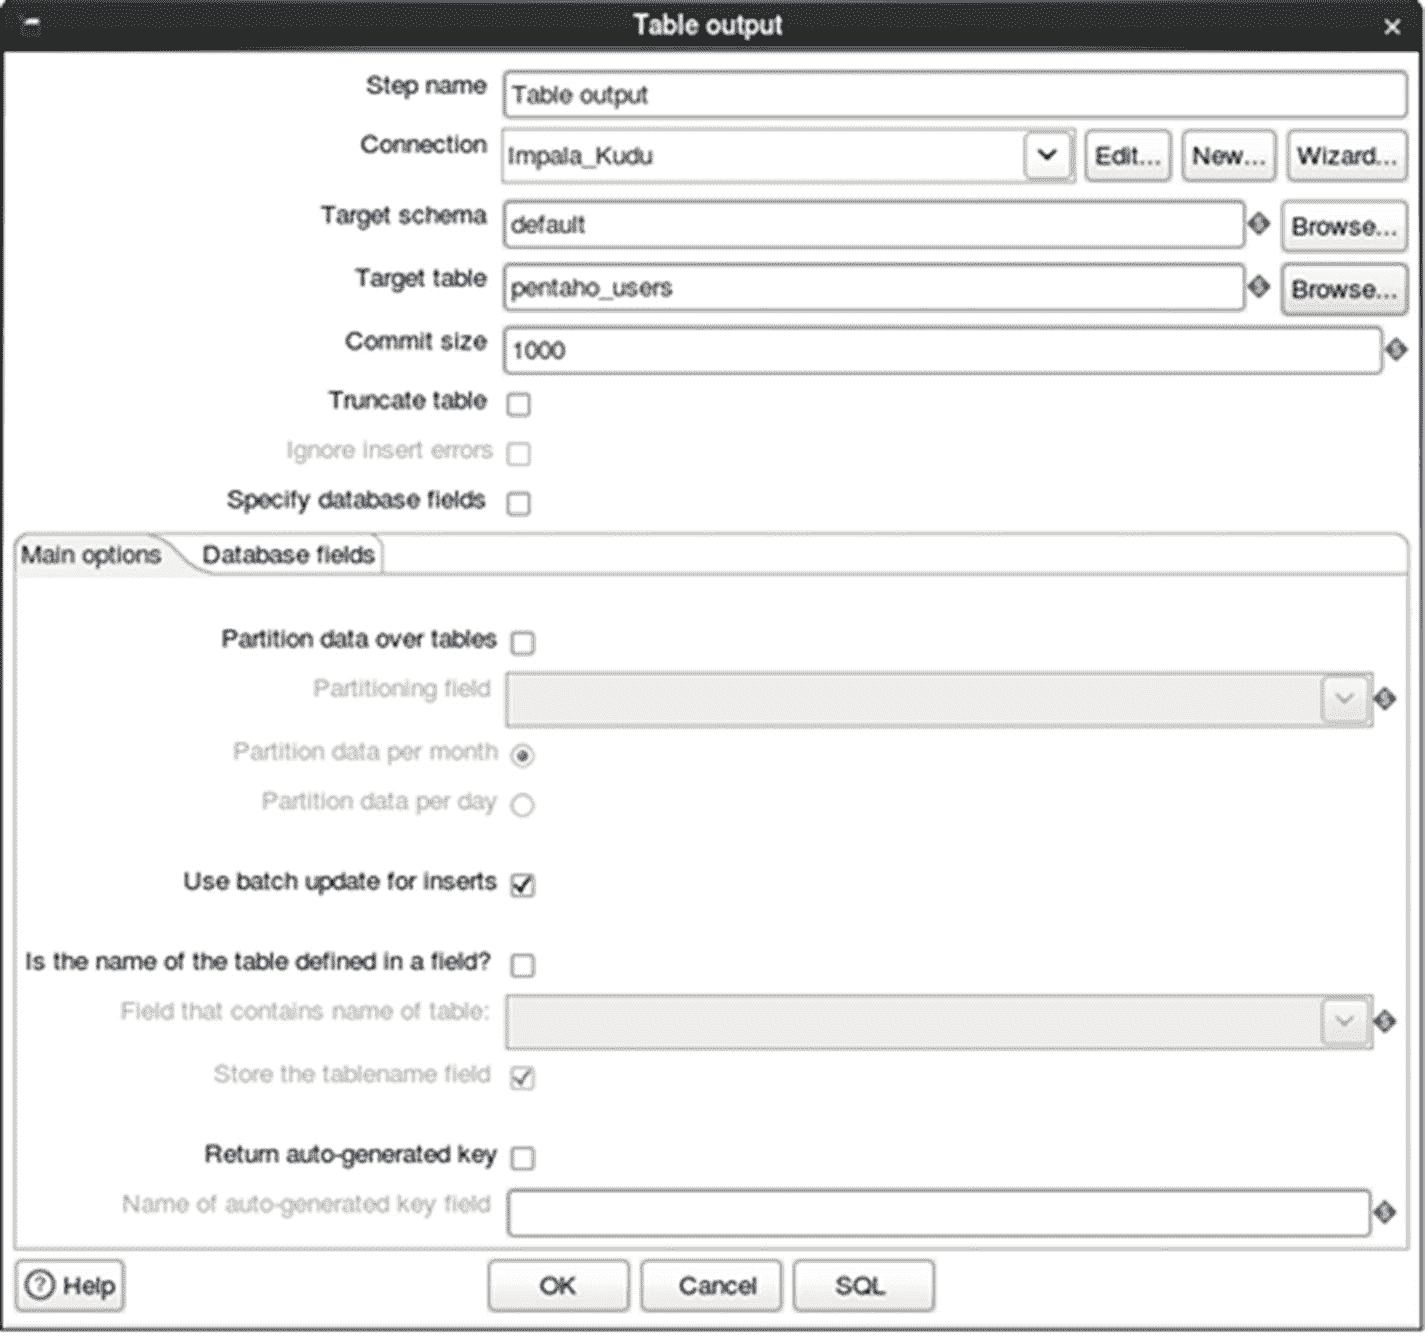 Table output
Step name Table output
Connection Impala_Kudu Edit... New... Wizard...
Target schema default Browse...
Target table pentaho_users Browse...
Commit size 1000
Truncate table
Ignore insert errors
Specify database fields
Main options Database fields
Partition data over tables
Partitioning field
Partition data per month
Partition data per day
Use batch update for inserts
Is the name of the table defined in a field?
Field that contains name of table:
Store the tablename field
Return auto-generated key
Name of auto-generated key field
? Help OK Cancel SQL